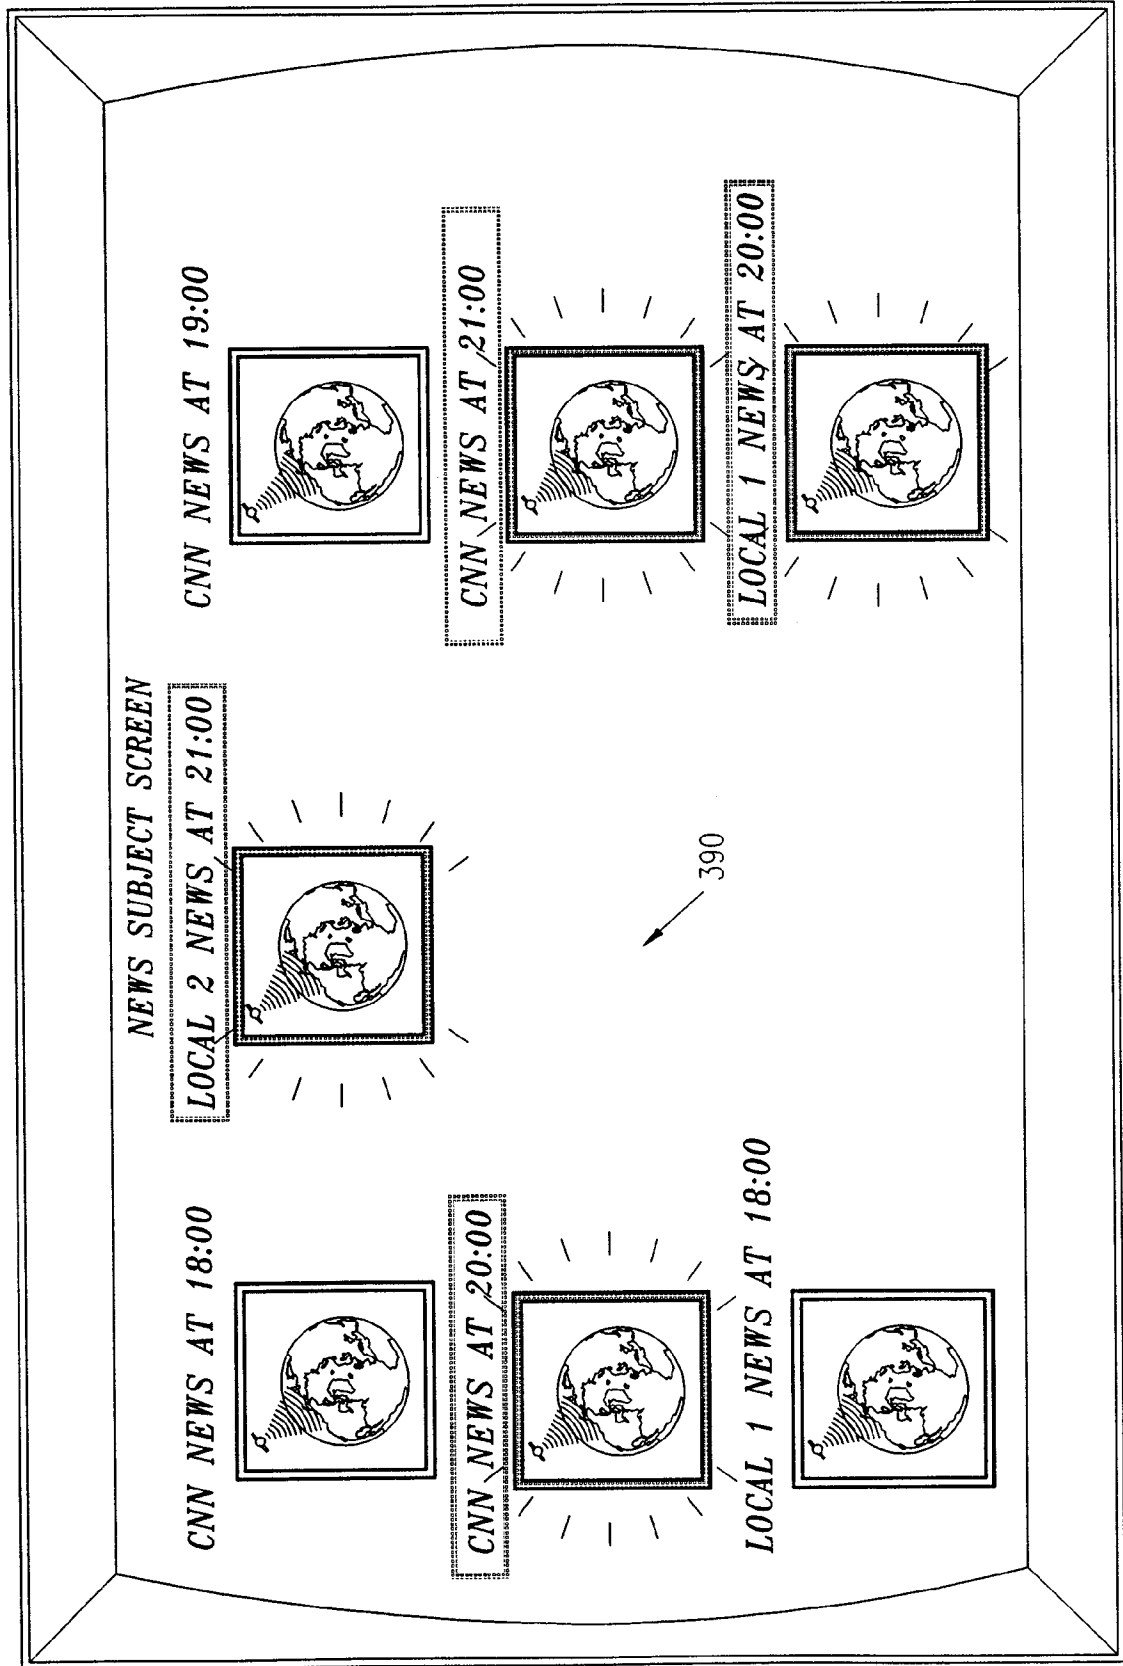 NEWS SUBJECT SCREEN
CNN NEWS AT 18:00
LOCAL 2 NEWS AT 21:00
CNN NEWS AT 19:00
CNN NEWS AT 20:00
CNN NEWS AT 21:00
LOCAL 1 NEWS AT 18:00
LOCAL 1 NEWS AT 20:00
390